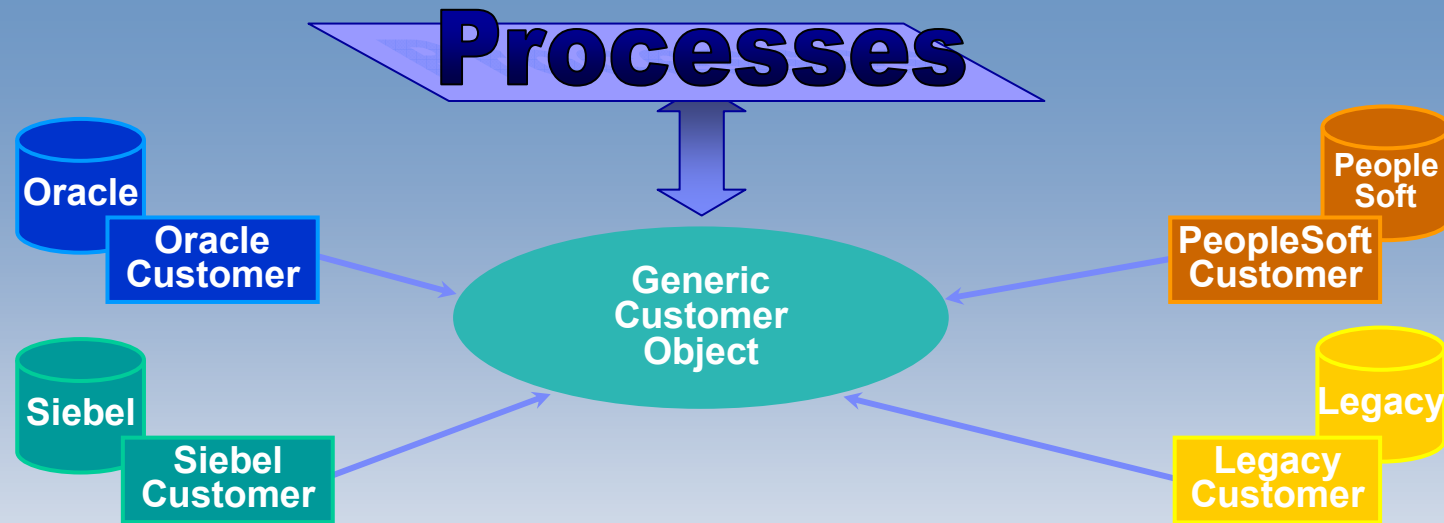 Processes
Oracle
Oracle
Customer
People
Soft
PeopleSoft
Customer
Generic
Customer
Object
Siebel
Siebel
Customer
Legacy
Legacy
Customer